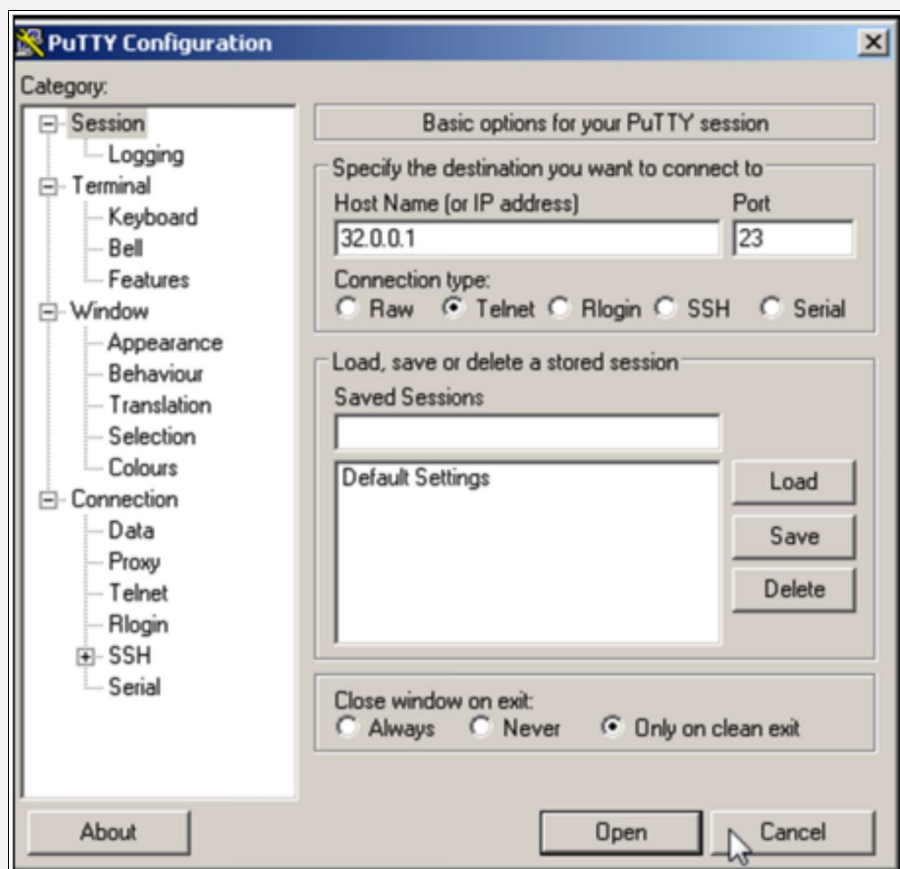 PuTTY Configuration
Category:
Session
Logging
Terminal
Keyboard
Bell
Features
Window
Appearance
Behaviour
Translation
Selection
Colours
Connection
Data
Proxy
Telnet
Rlogin
SSH
Serial
Basic options for your PuTTY session
Specify the destination you want to connect to
Host Name (or IP address) Port
32.0.0.1 23
Connection type:
Raw Telnet Rlogin SSH Serial
Load, save or delete a stored session
Saved Sessions
Default Settings
Load
Save
Delete
Close window on exit:
Always Never Only on clean exit
About Open Cancel